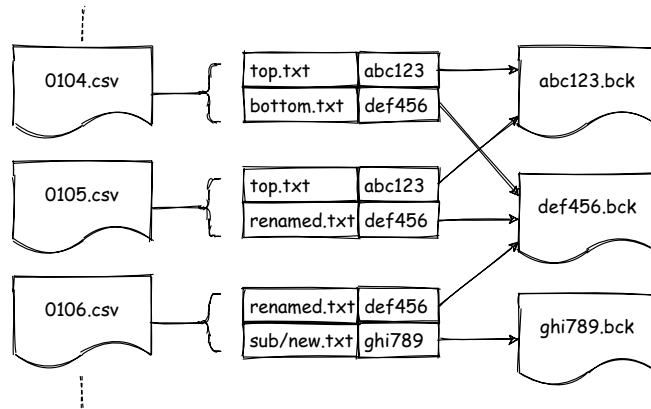 0104.csv
top.txt abc123
bottom.txt def456
abc123.bck
0105.csv
top.txt abc123
renamed.txt def456
def456.bck
0106.csv
renamed.txt def456
sub/new.txt ghi789
ghi789.bck